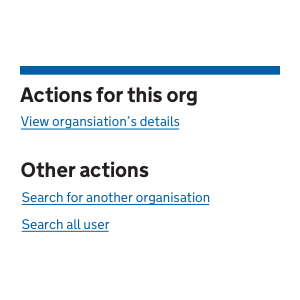 Actions for this org
View organsiation's details
Other actions
Search for another organisation
Search all user